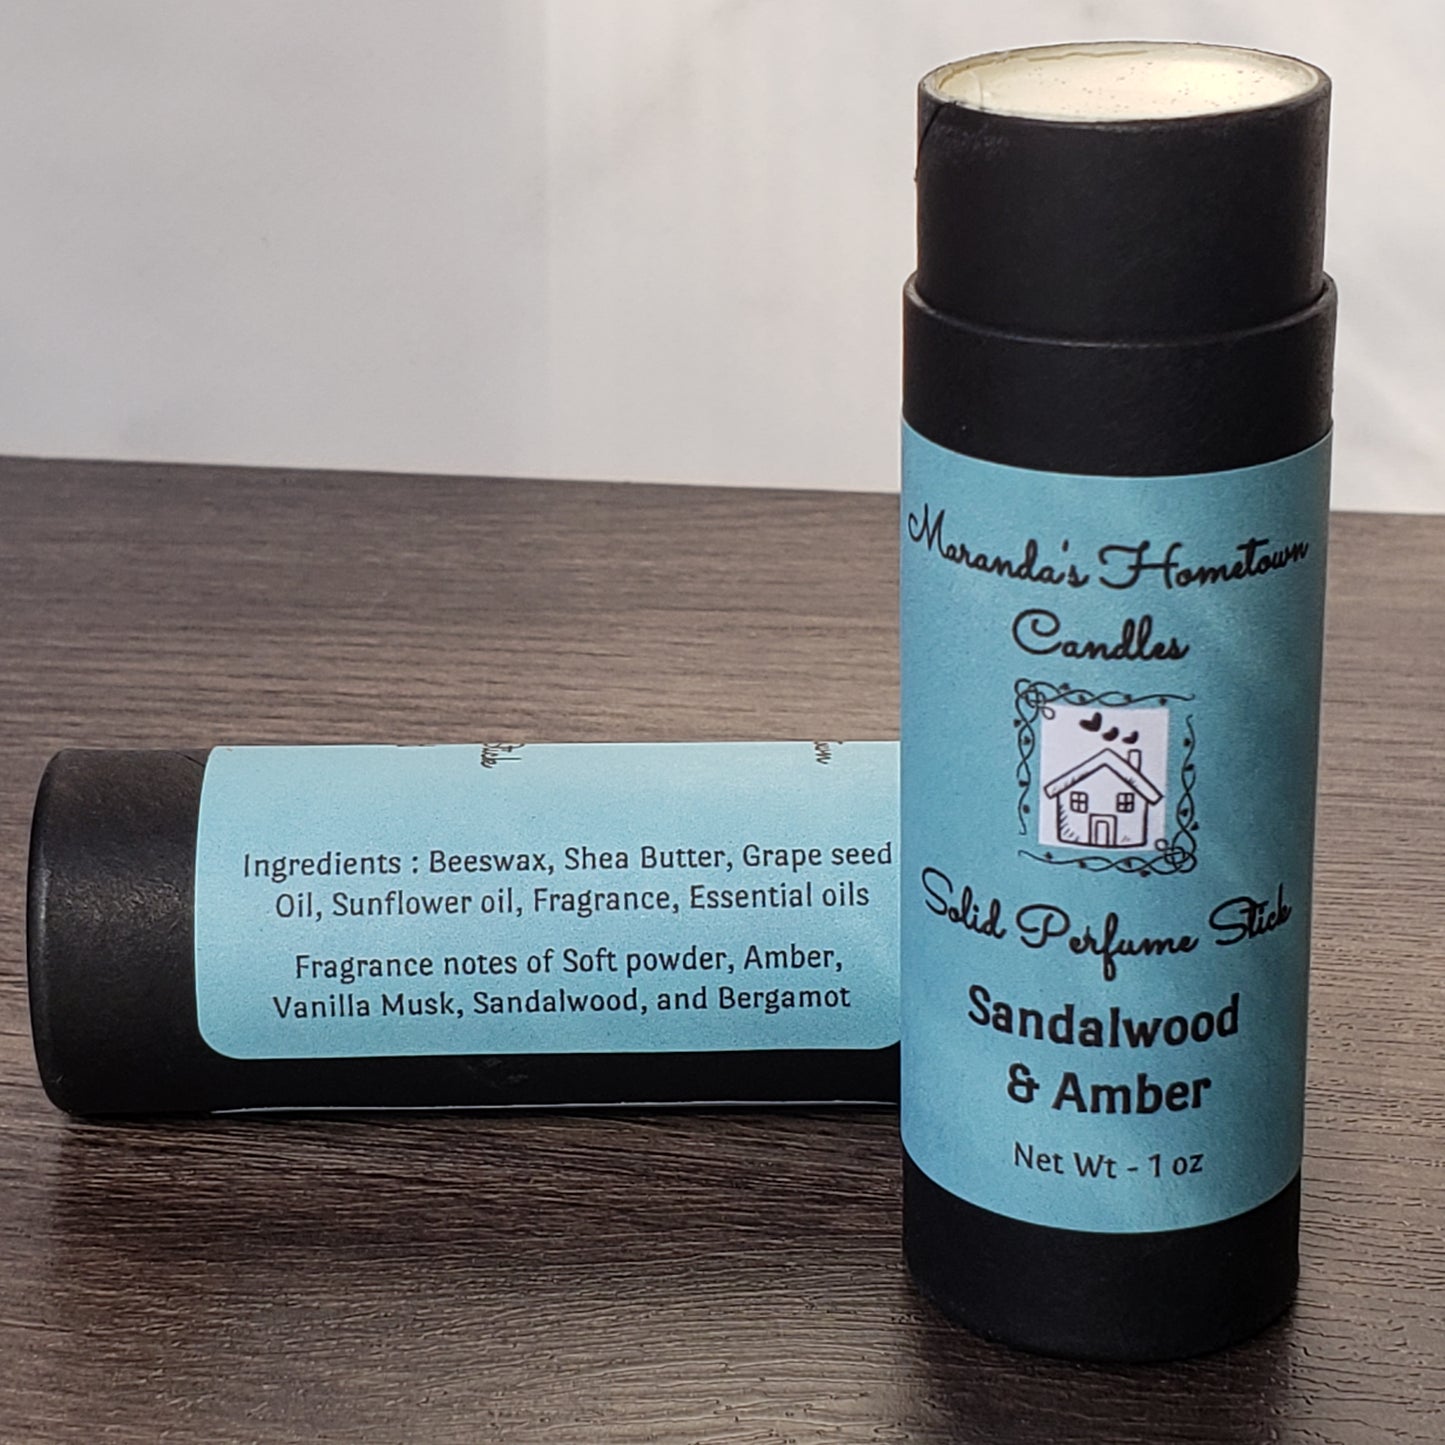 Maranda's Hometown
Candles
Solid Perfume Stick
Sandalwood
& Amber
Net Wt - 1 oz
Ingredients : Beeswax, Shea Butter, Grape seed
Oil, Sunflower oil, Fragrance, Essential oils
Fragrance notes of Soft powder, Amber,
Vanilla Musk, Sandalwood, and Bergamot